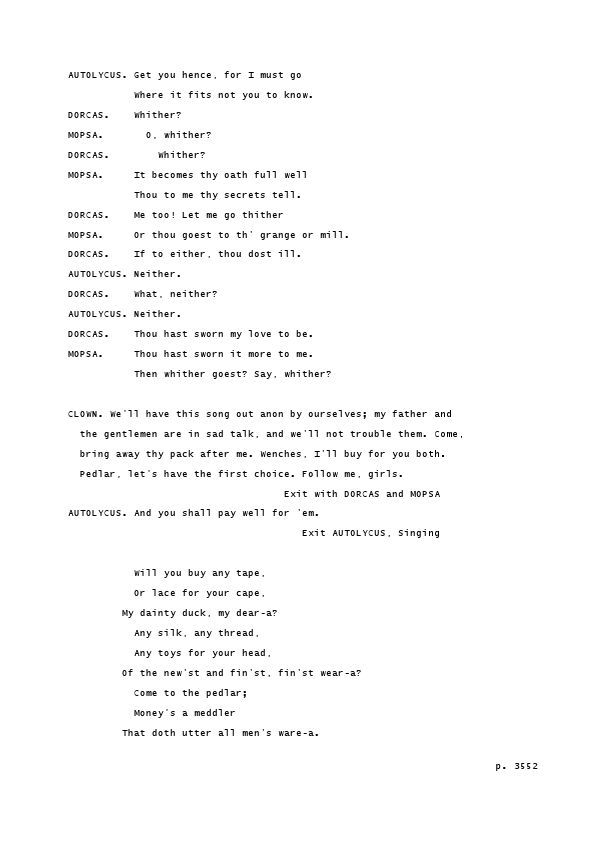 AUTOLYCUS. Get you hence, for I must go
Where it fits not you to know.
DORCAS. Whither?
MOPSA. O, whither?
DORCAS. Whither?
MOPSA. It becomes thy oath full well
Thou to me thy secrets tell.
DORCAS. Me too! Let me go thither
MOPSA. Or thou goest to th' grange or mill.
DORCAS. If to either, thou dost ill.
AUTOLYCUS. Neither.
DORCAS. What, neither?
AUTOLYCUS. Neither.
DORCAS. Thou hast sworn my love to be.
MOPSA. Thou hast sworn it more to me.
Then whither goest? Say, whither?
CLOWN. We'll have this song out anon by ourselves; my father and
the gentlemen are in sad talk, and we'll not trouble them. Come,
bring away thy pack after me. Wenches, I'll buy for you both.
Pedlar, let's have the first choice. Follow me, girls.
Exit with DORCAS and MOPSA
AUTOLYCUS. And you shall pay well for 'em.
Exit AUTOLYCUS, Singing
Will you buy any tape,
Or lace for your cape,
My dainty duck, my dear-a?
Any silk, any thread,
Any toys for your head,
Of the new'st and fin'st, fin'st wear-a?
Come to the pedlar;
Money's a meddler
That doth utter all men's ware-a.
p. 3552